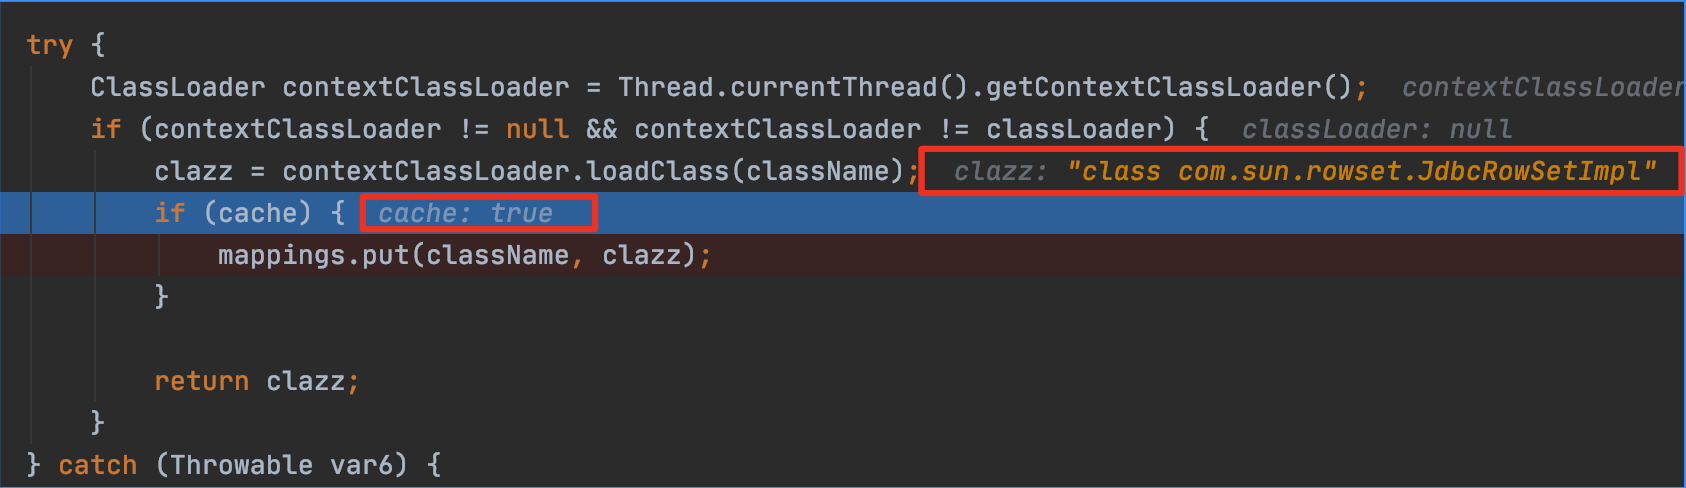 try {
ClassLoader contextClassLoader = Thread.currentThread().getContextClassLoader(); contextClassLoader
if (contextClassLoader != null && contextClassLoader != classLoader) { classLoader: null
clazz = contextClassLoader.loadClass(className); clazz: "class com.sun.rowset.JdbcRowSetImpl"
if (cache) { cache: true
mappings.put(className, clazz);
}
return clazz;
}
} catch (Throwable var6) {